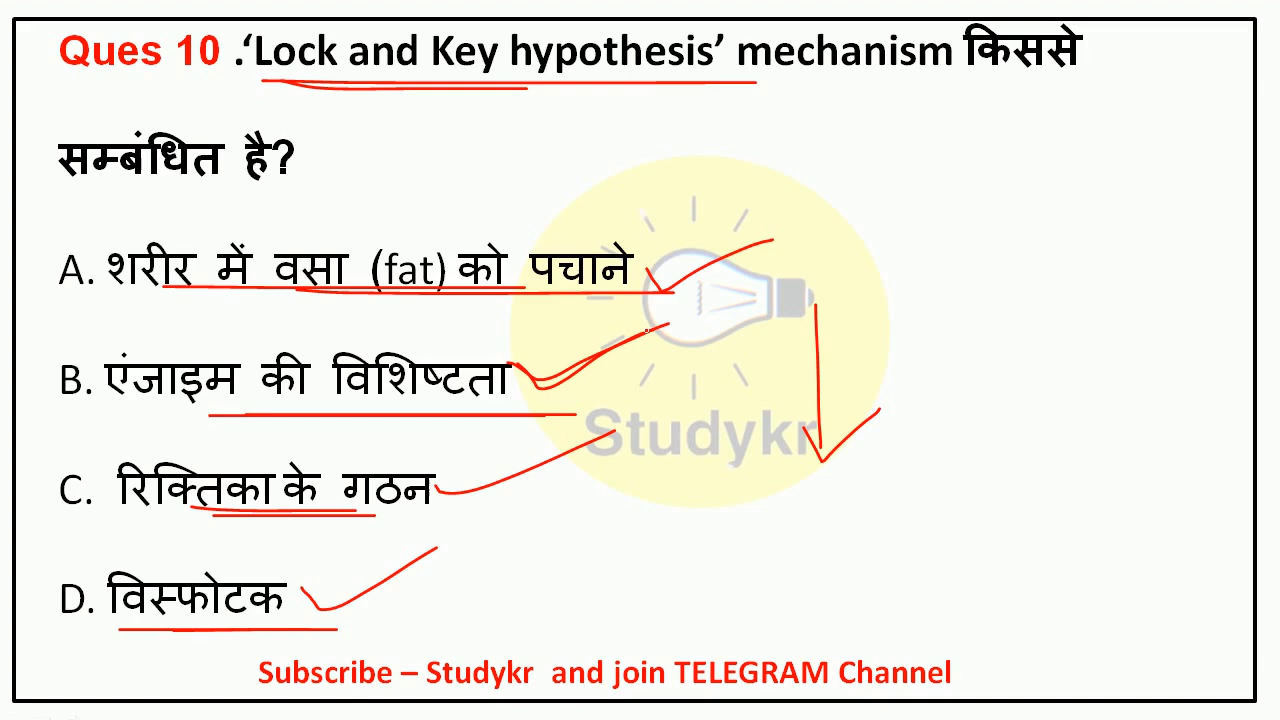 Ques 10 .‘Lock and Key hypothesis’ mechanism किससे
सम्बंधित है?
A. शरीर में वसा (fat) को पचाने
B. एंजाइम की विशिष्टता
C. रिक्तिका के गठन
D. विस्फोटक
Studykr
Subscribe – Studykr and join TELEGRAM Channel